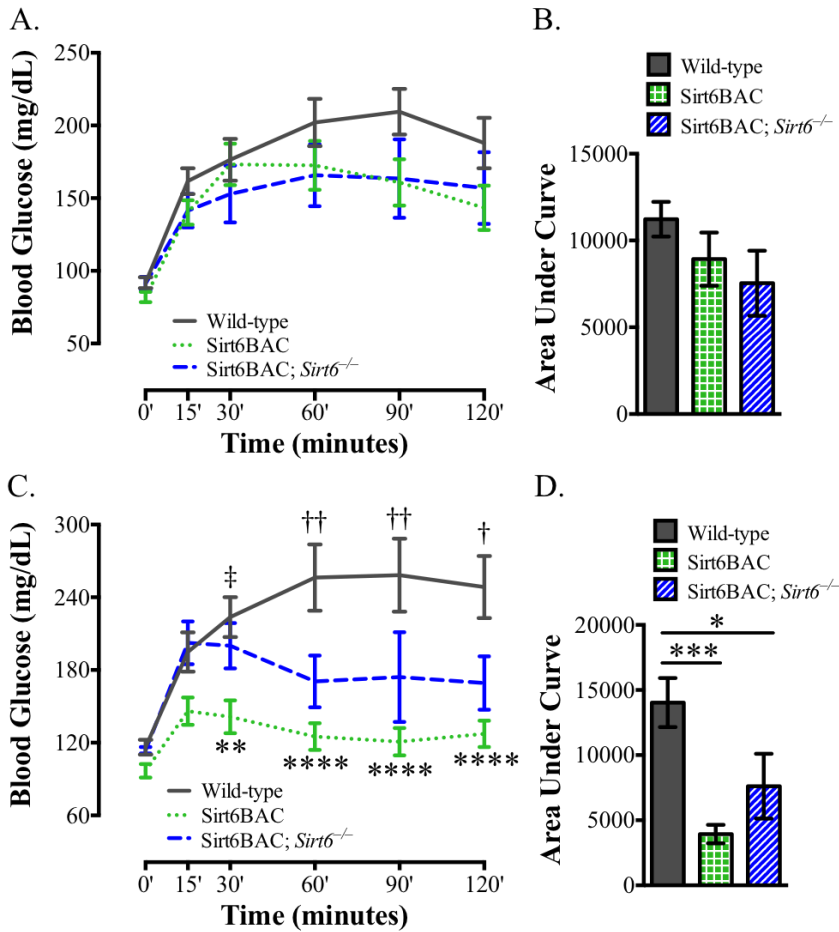 A.
Blood Glucose (mg/dL)
250
200
150
100
50
Wild-type
Sirt6BAC
Sirt6BAC; Sirt6–/–
0' 15' 30' 60' 90' 120'
Time (minutes)
B.
Wild-type
Sirt6BAC
Sirt6BAC; Sirt6–/–
Area Under Curve
15000
10000
5000
0
C.
Blood Glucose (mg/dL)
300
240
180
120
60
‡ †† †† †
** **** **** ****
Wild-type
Sirt6BAC
Sirt6BAC; Sirt6–/–
0' 15' 30' 60' 90' 120'
Time (minutes)
D.
Wild-type
Sirt6BAC
Sirt6BAC; Sirt6–/–
Area Under Curve
20000
15000
10000
5000
0
*
***